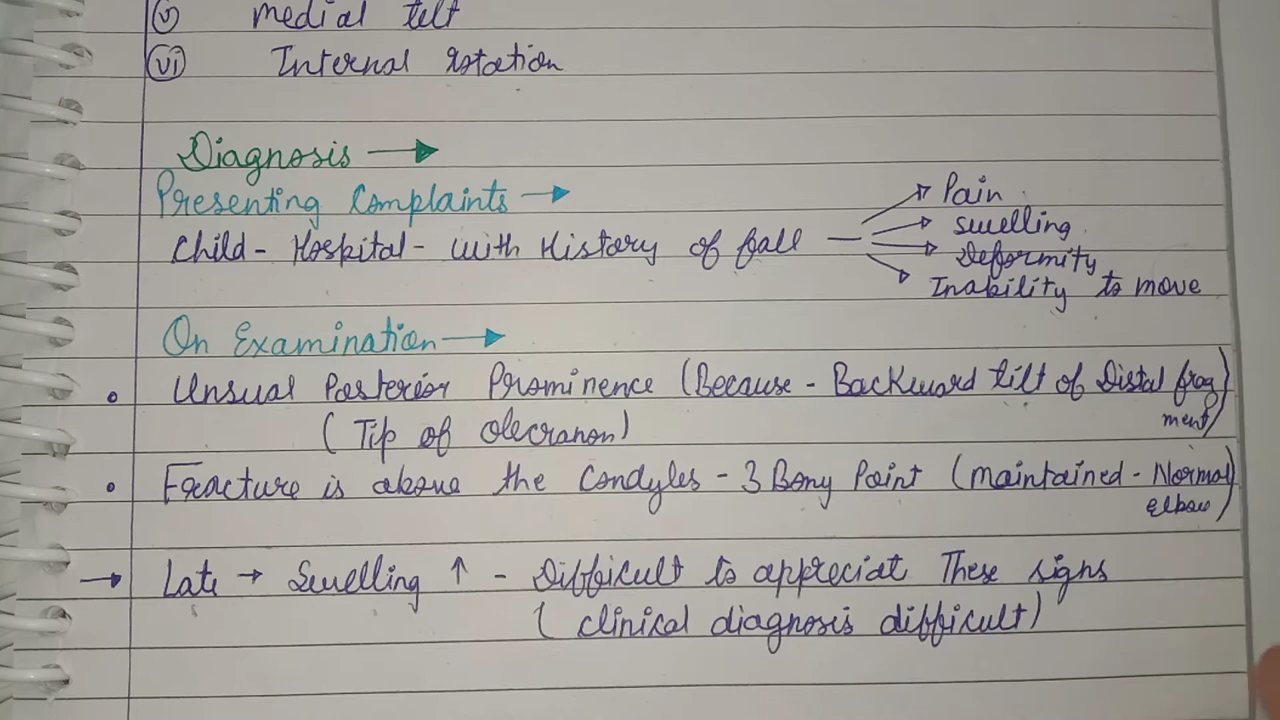 (v) medial tilt
(vi) Internal rotation
Diagnosis →
Presenting Complaints →
Child - Hospital - with History of fall — → Pain
→ swelling
→ Deformity
→ Inability to move
On Examination →
• Unsual Posterior Prominence (Because - Backward tilt of Distal frag
ment)
(Tip of olecranon)
• Fracture is above the Condyles - 3 Bony Point (maintained - Normal
Elbow)
→ Late → Swelling ↑ - Difficult to appreciat These signs
(clinical diagnosis difficult)